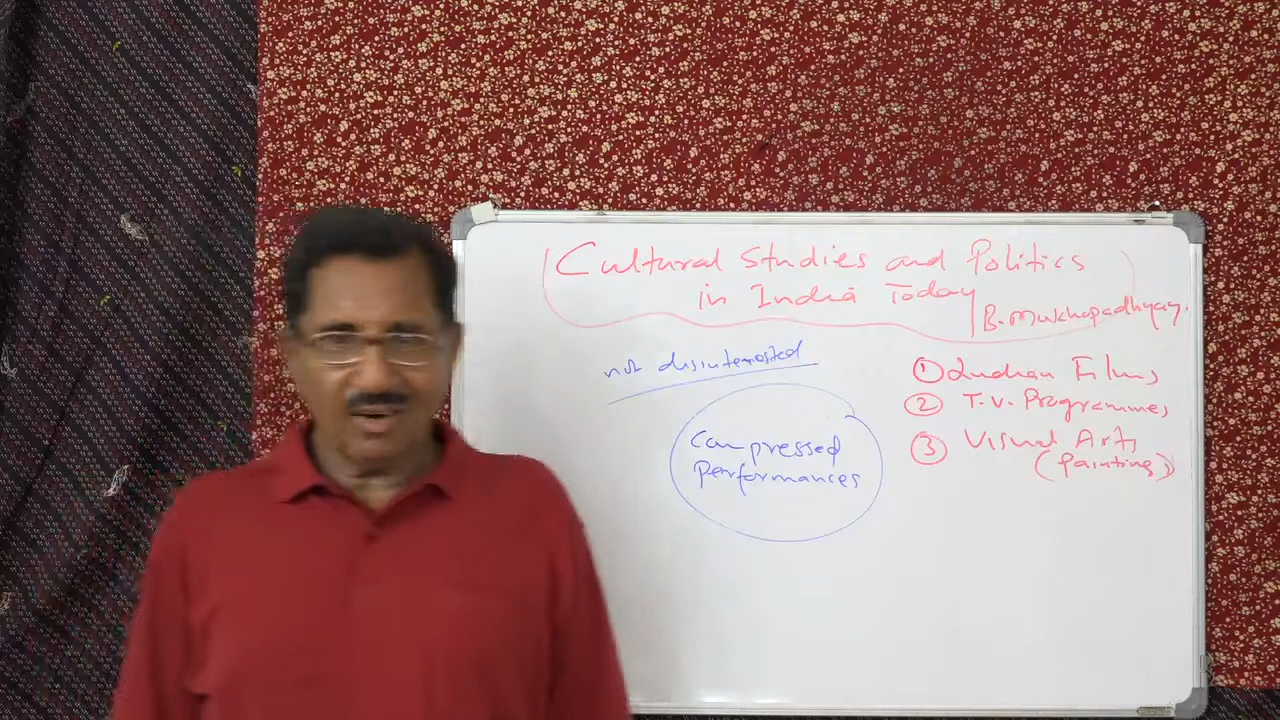 Cultural Studies and Politics
in India Today
B. Mukhopadhyay.
not disinterested
Compressed
Performances
1 Indian Films
2 T.V. Programmes
3 Visual Arts
(Painting)